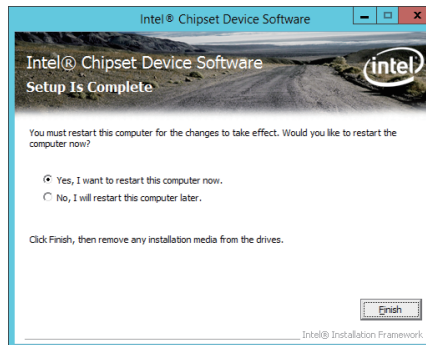 Intel® Chipset Device Software
Intel® Chipset Device Software
Setup Is Complete
(intel)
You must restart this computer for the changes to take effect. Would you like to restart the
computer now?
Yes, I want to restart this computer now.
No, I will restart this computer later.
Click Finish, then remove any installation media from the drives.
Finish
Intel® Installation Framework